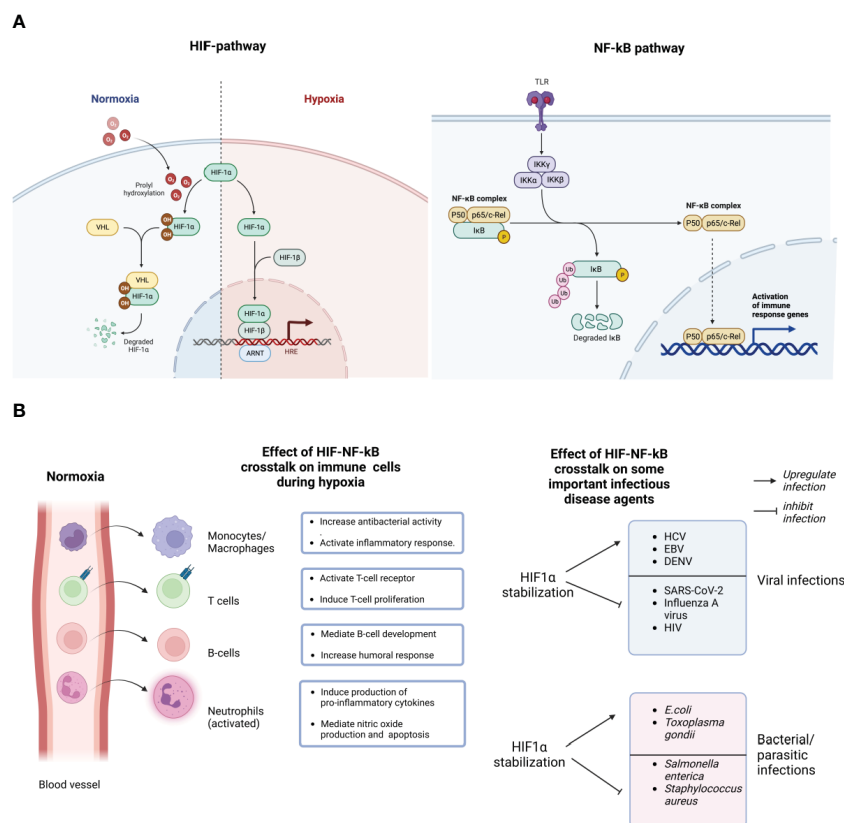 A
HIF-pathway
Normoxia
Hypoxia
O₂
O₂
O₂
O₂
O₂
O₂
Prolyl
hydroxylation
HIF-1α
OH
OH
HIF-1α
VHL
HIF-1α
HIF-1β
VHL
OH
OH
HIF-1α
Degraded
HIF-1α
HIF-1α
HIF-1β
ARNT
HRE
NF-kB pathway
TLR
IKKγ
IKKα
IKKβ
NF-κB complex
P50
p65/c-Rel
IκB
P
NF-κB complex
P50
p65/c-Rel
Ub
Ub
Ub
Ub
IκB
P
Degraded IκB
Activation
of immune
response genes
P50
p65/c-Rel
B
Normoxia
Blood vessel
Monocytes/
Macrophages
T cells
B-cells
Neutrophils
(activated)
Effect of HIF-NF-kB
crosstalk on immune cells
during hypoxia
• Increase antibacterial activity
.
• Activate inflammatory response.
• Activate T-cell receptor
• Induce T-cell proliferation
• Mediate B-cell development
• Increase humoral response
• Induce production of
pro-inflammatory cytokines
• Mediate nitric oxide
production and apoptosis
Effect of HIF-NF-kB
crosstalk on some
important infectious
disease agents
Upregulate
infection
inhibit
infection
HIF1α
stabilization
• HCV
• EBV
• DENV
• SARS-CoV-2
• Influenza A
virus
• HIV
Viral infections
HIF1α
stabilization
• E.coli
• Toxoplasma
gondii
• Salmonella
enterica
• Staphylococcus
aureus
Bacterial/
parasitic
infections